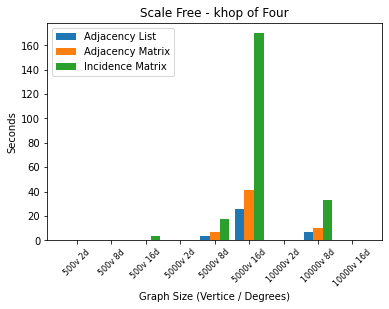 Scale Free - khop of Four
Adjacency List
Adjacency Matrix
Incidence Matrix
Seconds
160
140
120
100
80
60
40
20
0
500v 2d
500v 8d
500v 16d
5000v 2d
5000v 8d
5000v 16d
10000v 2d
10000v 8d
10000v 16d
Graph Size (Vertice / Degrees)